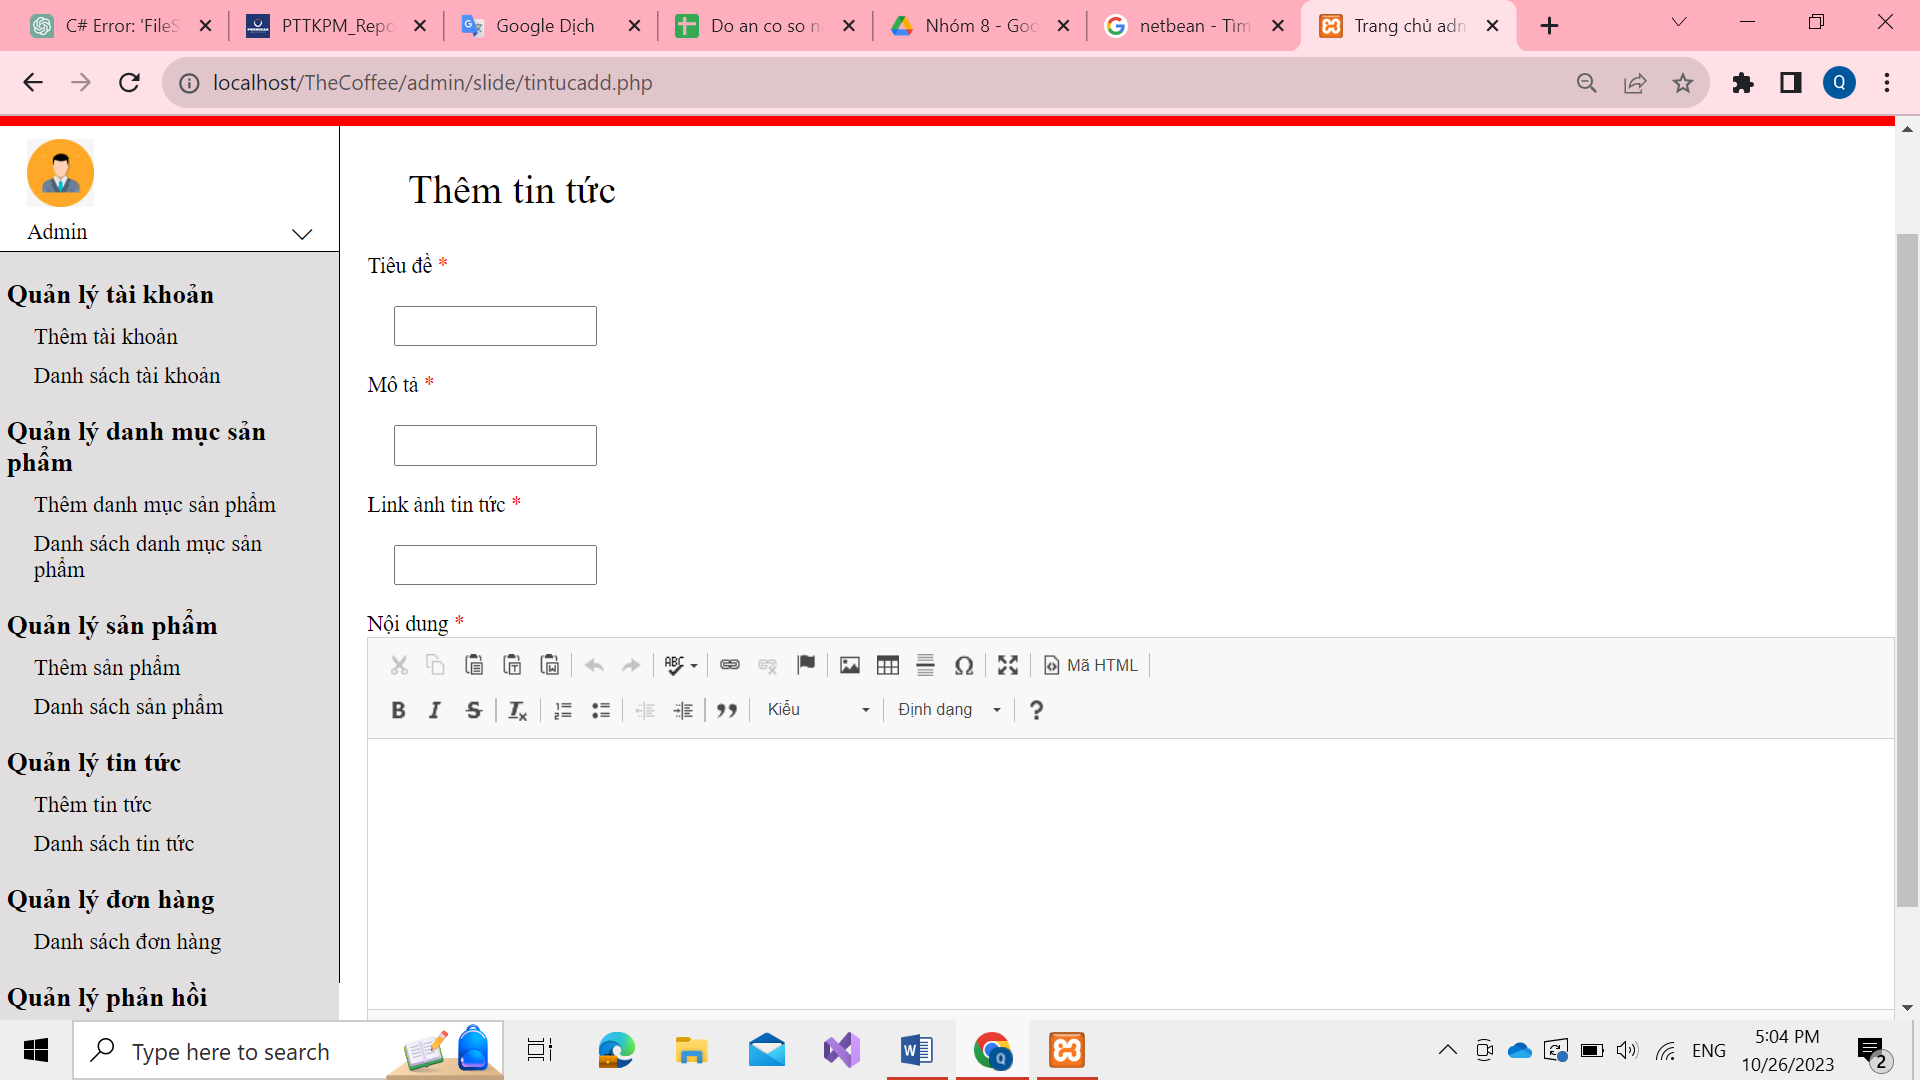 C# Error: 'FileS
PTTKPM_Repo
Google Dịch
Do an co so n
Nhóm 8 - Goo
netbean - Tìm
Trang chủ adm
localhost/TheCoffee/admin/slide/tintucadd.php
Q
Admin
Quản lý tài khoản
Thêm tài khoản
Danh sách tài khoản
Quản lý danh mục sản
phẩm
Thêm danh mục sản phẩm
Danh sách danh mục sản
phẩm
Quản lý sản phẩm
Thêm sản phẩm
Danh sách sản phẩm
Quản lý tin tức
Thêm tin tức
Danh sách tin tức
Quản lý đơn hàng
Danh sách đơn hàng
Quản lý phản hồi
Thêm tin tức
Tiêu đề *
Mô tả *
Link ảnh tin tức *
Nội dung *
Mã HTML
Kiểu
Định dạng
Type here to search
ENG
5:04 PM
10/26/2023
2